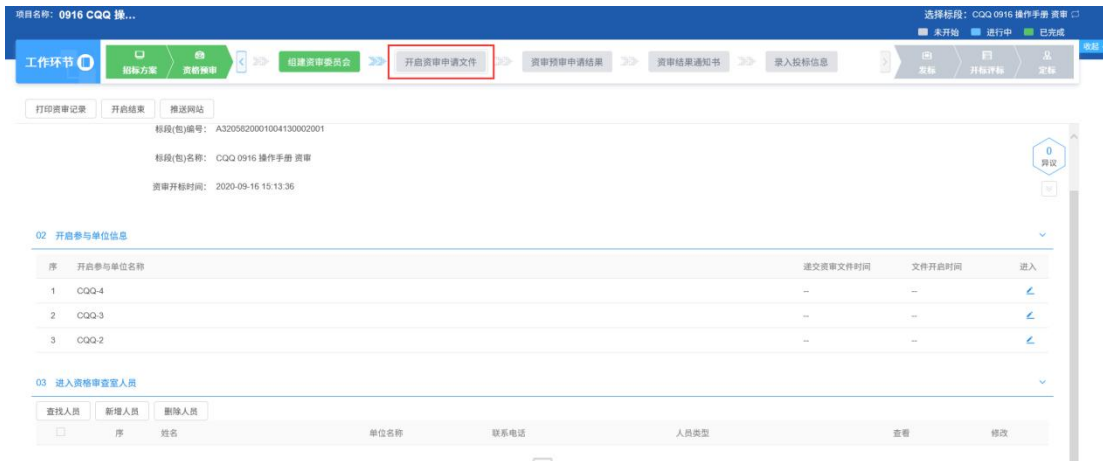 项目名称: 0916 CQQ 操...
选择标段: CQQ 0916 操作手册 资审
未开始 进行中 已完成
收起
工作环节
招标方案
资格预审
组建资审委员会
开启资审申请文件
资审预审申请结果
资审结果通知书
录入投标信息
发标
开标评标
定标
打印资审记录 开启结束 推送网站
标段(包)编号: A3205820001004130002001
标段(包)名称: CQQ 0916 操作手册 资审
资审开标时间: 2020-09-16 15:13:36
0
异议
02 开启参与单位信息
序 开启参与单位名称 递交资审文件时间 文件开启时间 进入
1 CQQ-4 -- --
2 CQQ-3 -- --
3 CQQ-2 -- --
03 进入资格审查室人员
查找人员 新增人员 删除人员
序 姓名 单位名称 联系电话 人员类型 查看 修改